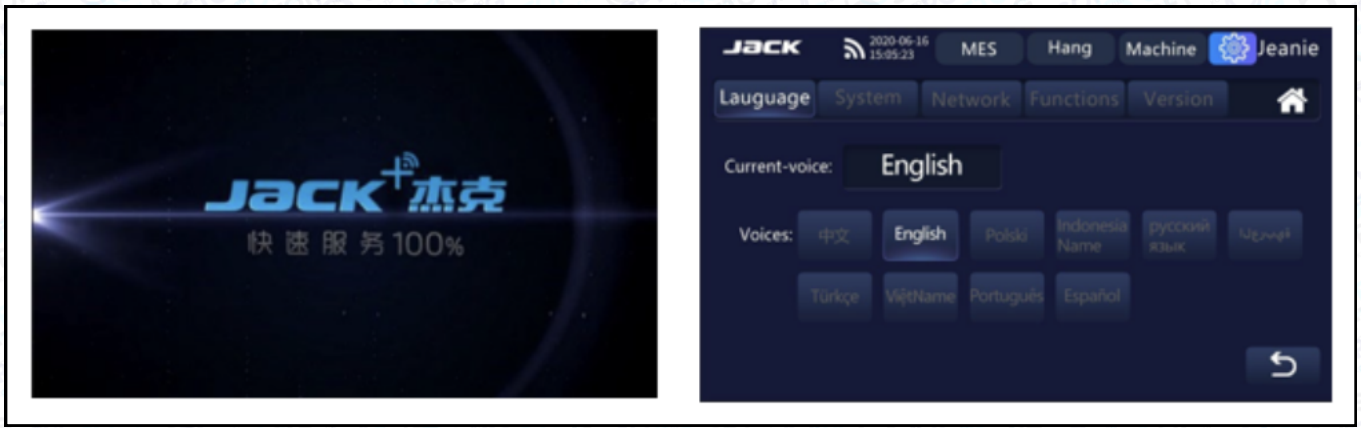 JACK+杰克
快速服务100%
JACK 2020-06-16 15:05:23 MES Hang Machine Jeanie
Lauguage System Network Functions Version
Current-voice: English
Voices: 中文 English Polski Indonesia Name русский язык
Türkçe ViệtName Português Español